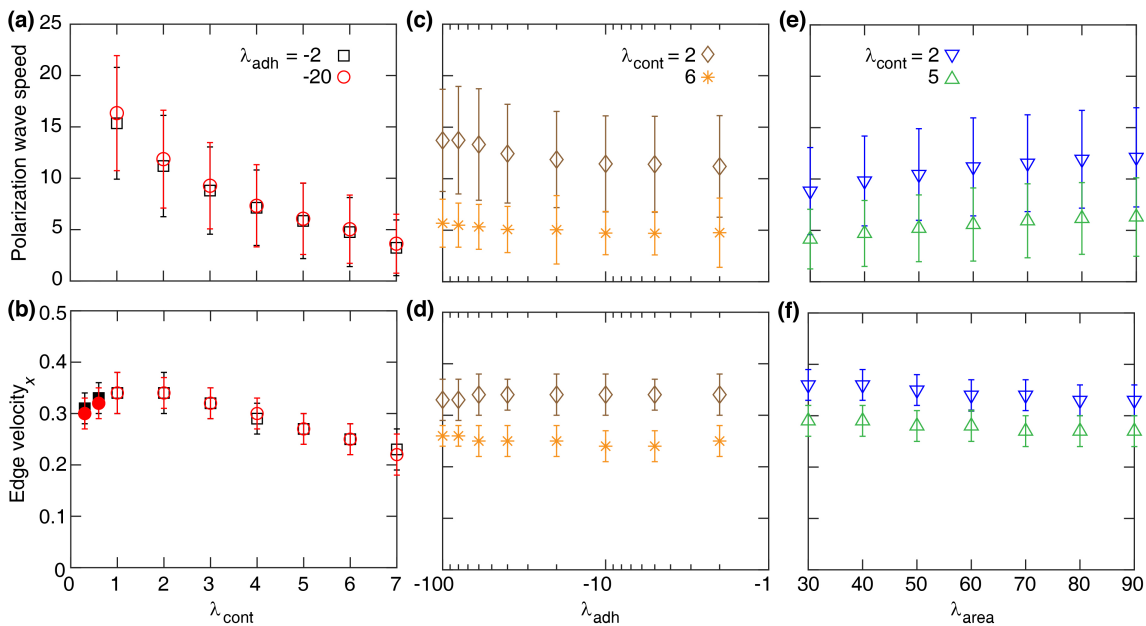 (a)
25
20
15
10
5
0
Polarization wave speed
λadh = -2
-20
(c)
λcont = 2
6
(e)
λcont = 2
5
(b)
0.5
0.4
0.3
0.2
0.1
0
Edge velocityx
0 1 2 3 4 5 6 7
λcont
(d)
-100 -10 -1
λadh
(f)
30 40 50 60 70 80 90
λarea